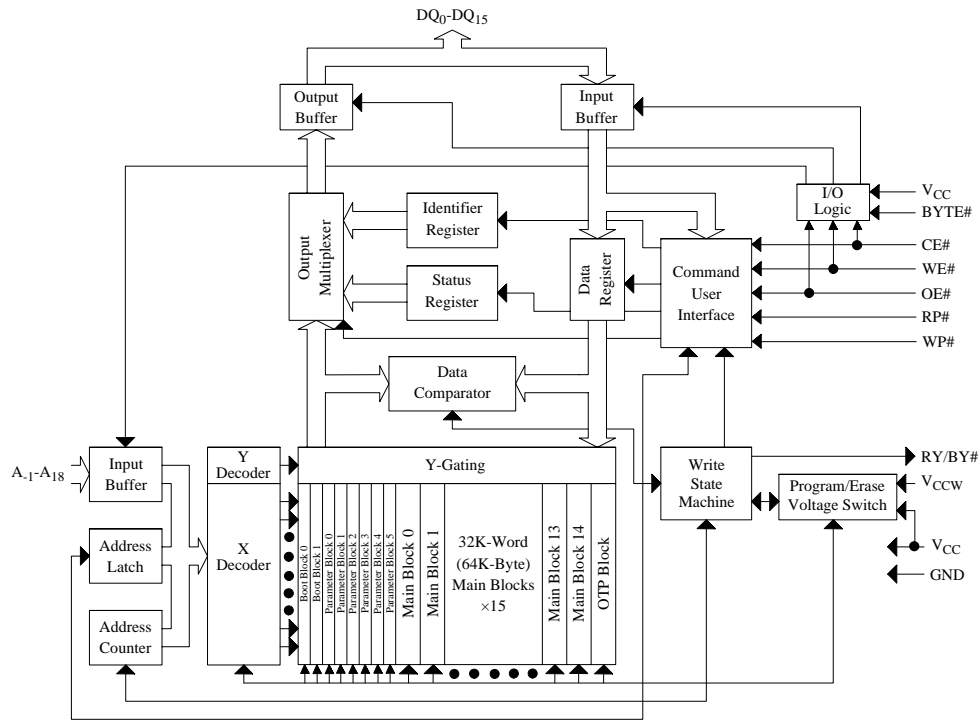 DQ0-DQ15
Output
Buffer
Input
Buffer
I/O
Logic
VCC
BYTE#
CE#
WE#
OE#
RP#
WP#
Output
Multiplexer
Identifier
Register
Status
Register
Data
Register
Command
User
Interface
Data
Comparator
A-1-A18
Input
Buffer
Y
Decoder
Y-Gating
Write
State
Machine
RY/BY#
Program/Erase
Voltage Switch
VCCW
VCC
GND
Address
Latch
X
Decoder
Address
Counter
Boot Block 0
Boot Block 1
Parameter Block 0
Parameter Block 1
Parameter Block 2
Parameter Block 3
Parameter Block 4
Parameter Block 5
Main Block 0
Main Block 1
32K-Word
(64K-Byte)
Main Blocks
×15
Main Block 13
Main Block 14
OTP Block